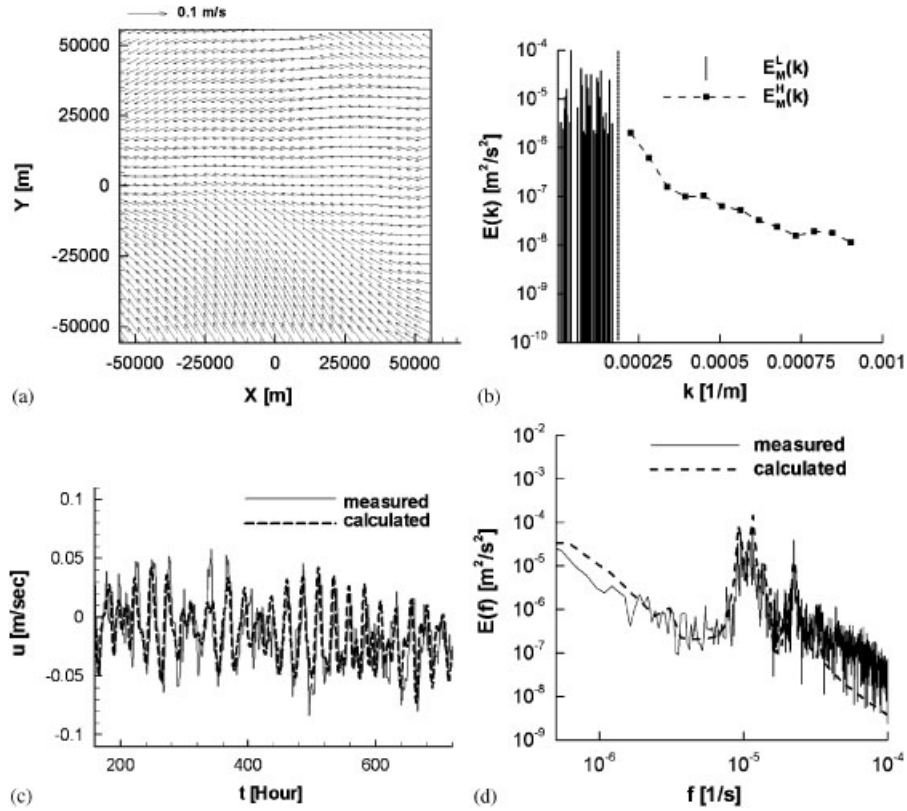 0.1 m/s
50000
25000
0
-25000
-50000
Y [m]
-50000 -25000 0 25000 50000
X [m]
(a)
10^-4
10^-5
10^-6
10^-7
10^-8
10^-9
10^-10
E(k) [m²/s²]
E_M^L(k)
E_M^H(k)
0.00025 0.0005 0.00075 0.001
k [1/m]
(b)
0.1
0.05
0
-0.05
-0.1
u [m/sec]
measured
calculated
200 400 600
t [Hour]
(c)
10^-2
10^-3
10^-4
10^-5
10^-6
10^-7
10^-8
10^-9
E(f) [m²/s²]
measured
calculated
10^-6 10^-5 10^-4
f [1/s]
(d)